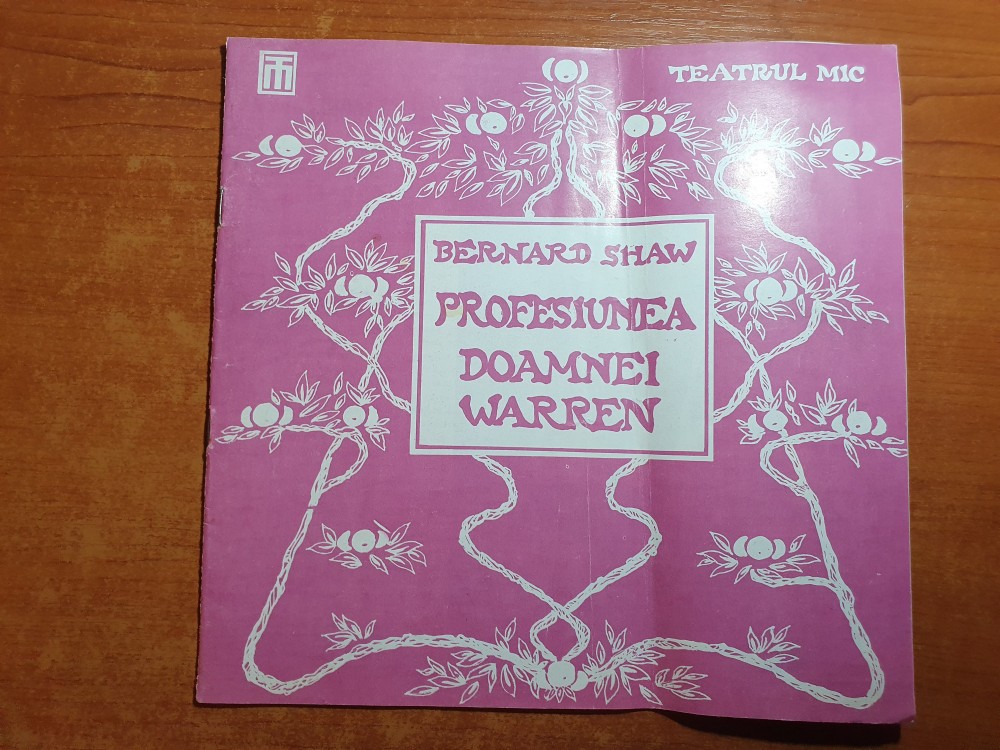 TEATRUL MIC
BERNARD SHAW
PROFESIUNEA
DOAMNEI
WARREN